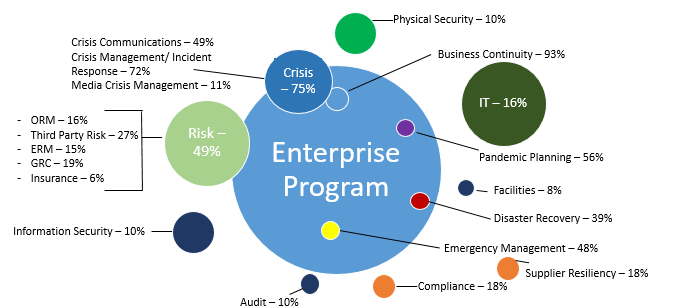 Physical Security – 10%
Crisis Communications – 49%
Crisis Management/ Incident
Response – 72%
Media Crisis Management – 11%
Business Continuity – 93%
Crisis
– 75%
IT – 16%
- ORM – 16%
- Third Party Risk – 27%
- ERM – 15%
- GRC – 19%
- Insurance – 6%
Risk –
49%
Enterprise
Program
Pandemic Planning – 56%
Facilities – 8%
Disaster Recovery – 39%
Information Security – 10%
Emergency Management – 48%
Supplier Resiliency – 18%
Compliance – 18%
Audit – 10%